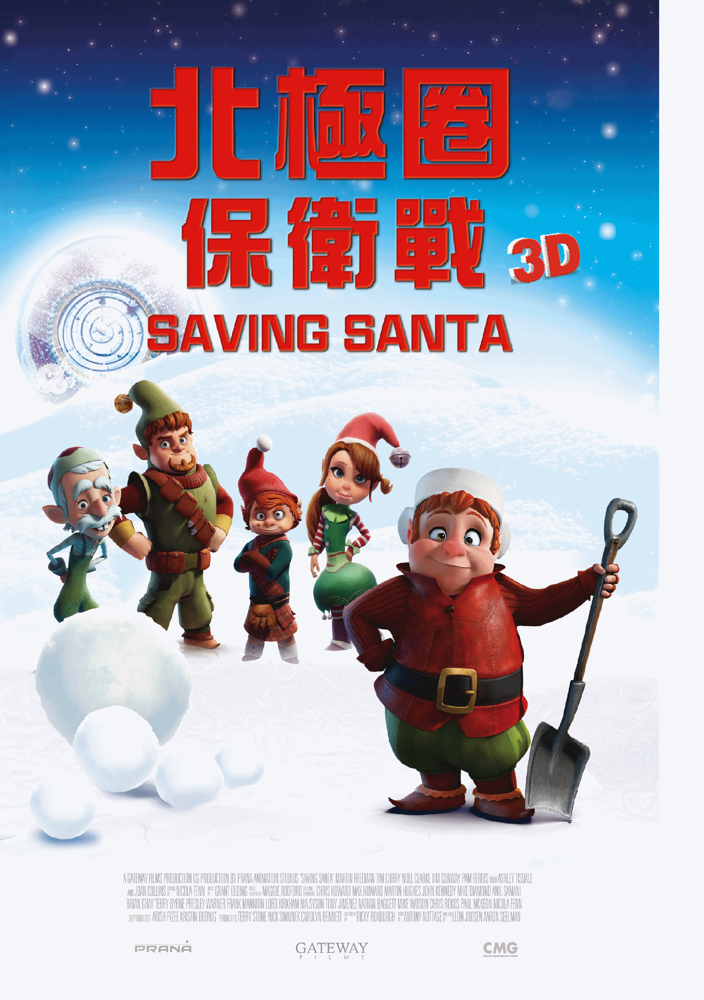 北極圈
保衛戰
3D
SAVING SANTA
A GATEWAY FILMS PRODUCTION CG PRODUCTION BY PRANA ANIMATION STUDIOS 'SAVING SANTA' MARTIN FREEMAN TIM CURRY NOEL CLARKE TIM CONWAY PAM FERRIS WITH ASHLEY TISDALE
AND JOAN COLLINS CASTING BY NICOLA FENN MUSIC BY GRANT OLDING MUSIC SUPERVISOR MAGGIE RODFORD EXECUTIVE PRODUCERS CHRIS HOWARD MAX HOWARD MARTIN HUGHES JOHN KENNEDY MIKE DIAMOND ANIL SAMANI
BRIAN GRAY TERRY BYRNE PRESLEY WARNER FRANK MANNION LORD KIRKHAM NIA SYSON TONY JIMENEZ NATHAN BAGGETT MIKE WATSON CHRIS ROKOS PAUL MCKEON NICOLA FENN
CO PRODUCERS ARISH FYZEE KRISTIN DORNIG PRODUCERS TERRY STONE NICK SIMUNEK CAROLYN BENNETT SCREENPLAY BY RICKY ROXBURGH STORY BY ANTONY NOTTAGE DIRECTED BY LEON JOOSEN AARON SEELMAN
PRANA
GATEWAY
FILMS
CMG
CINEMA MANAGEMENT GROUP